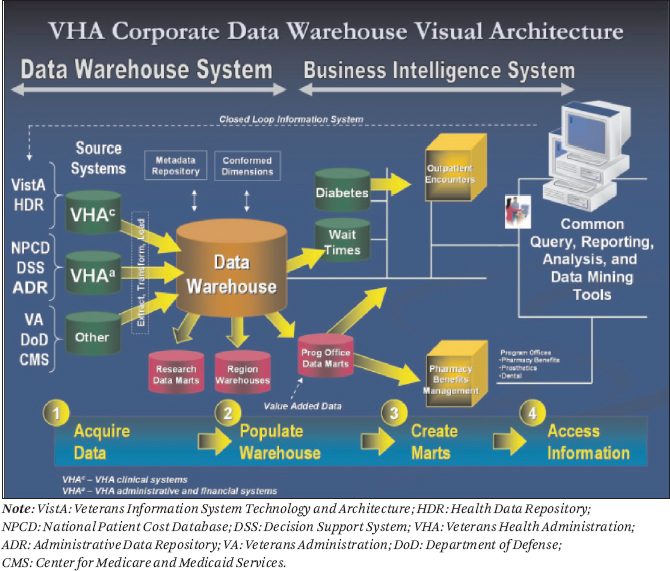 VHA Corporate Data Warehouse Visual Architecture
Data Warehouse System
Business Intelligence System
Closed Loop Information System
Source
Systems
Metadata
Repository
Conformed
Dimensions
VistA
HDR
VHAᶜ
NPCD
DSS
ADR
VHAᵃ
VA
DoD
CMS
Other
Extract, Transform, Load
Data
Warehouse
Diabetes
Wait
Times
Outpatient
Encounters
Common
Query, Reporting,
Analysis, and
Data Mining
Tools
Research
Data Marts
Region
Warehouses
Prog Office
Data Marts
Value Added Data
Pharmacy
Benefits
Management
Program Offices
•Pharmacy Benefits
•Prosthetics
•Dental
1
Acquire
Data
2
Populate
Warehouse
3
Create
Marts
4
Access
Information
VHAᶜ – VHA clinical systems
VHAᵃ – VHA administrative and financial systems
Note: VistA: Veterans Information System Technology and Architecture; HDR: Health Data Repository;
NPCD: National Patient Cost Database; DSS: Decision Support System; VHA: Veterans Health Administration;
ADR: Administrative Data Repository; VA: Veterans Administration; DoD: Department of Defense;
CMS: Center for Medicare and Medicaid Services.